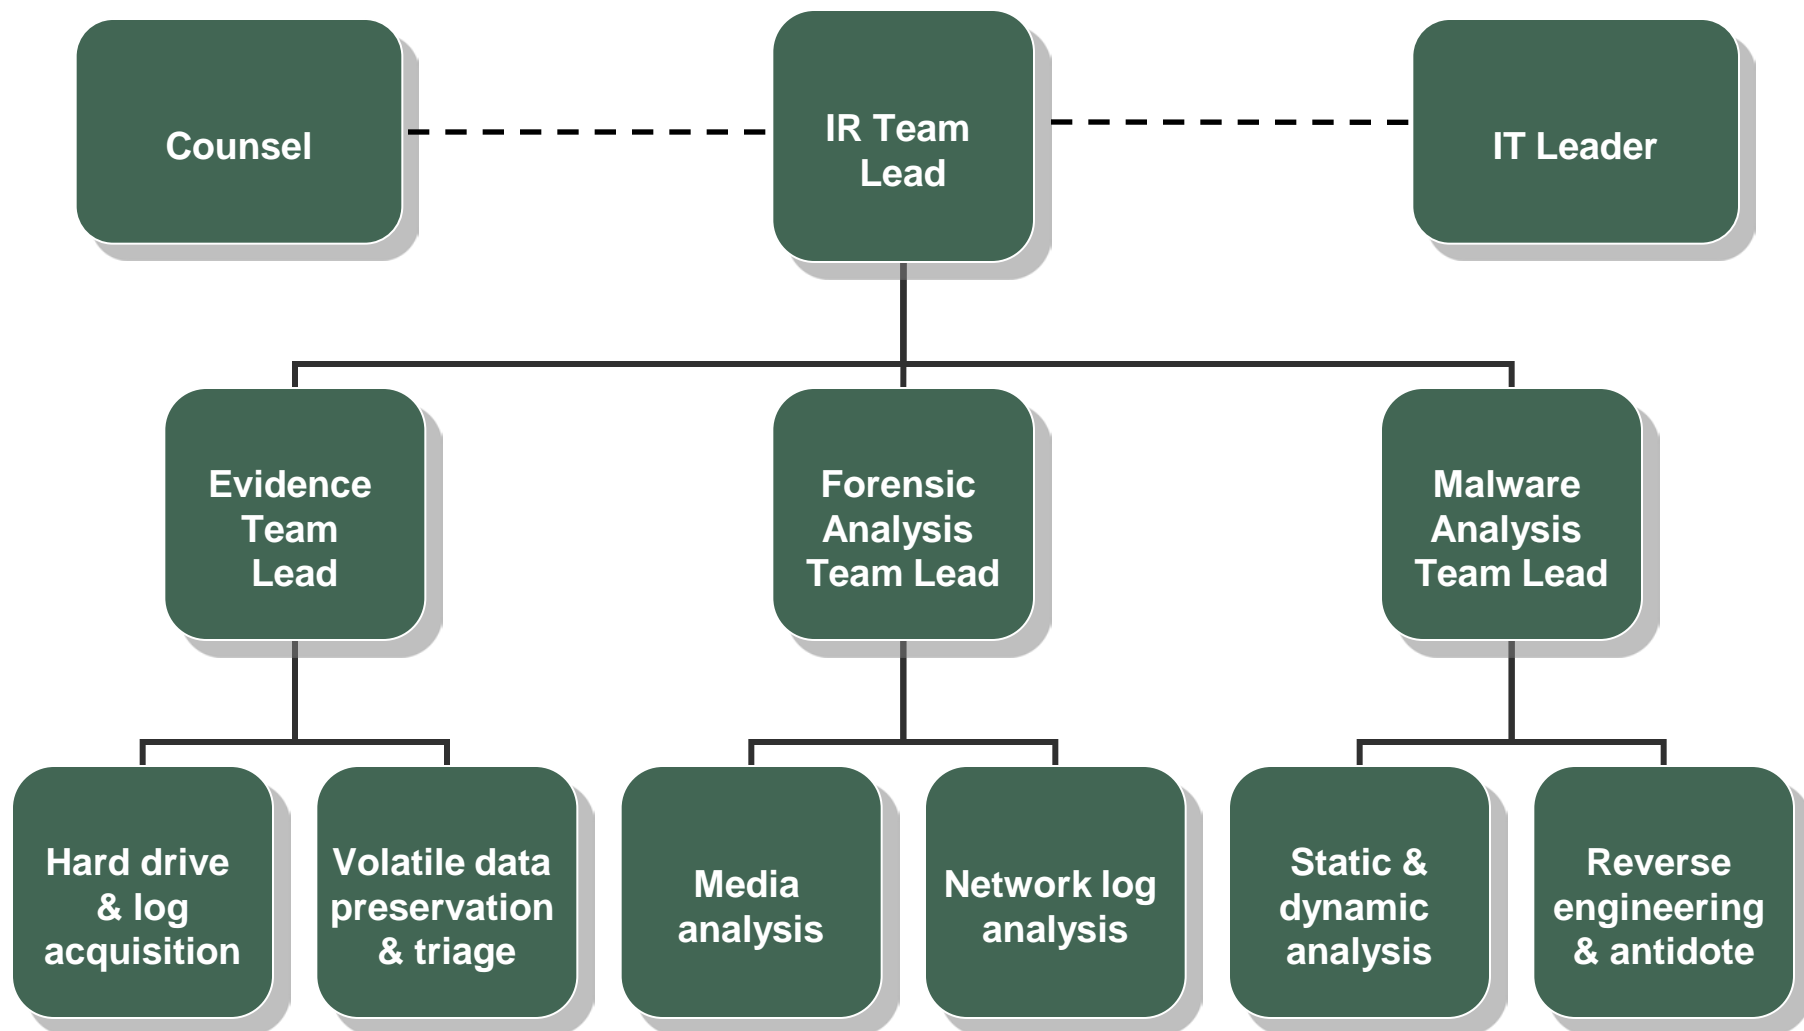 Counsel
IR Team
Lead
IT Leader
Evidence
Team
Lead
Forensic
Analysis
Team Lead
Malware
Analysis
Team Lead
Hard drive
& log
acquisition
Volatile data
preservation
& triage
Media
analysis
Network log
analysis
Static &
dynamic
analysis
Reverse
engineering
& antidote